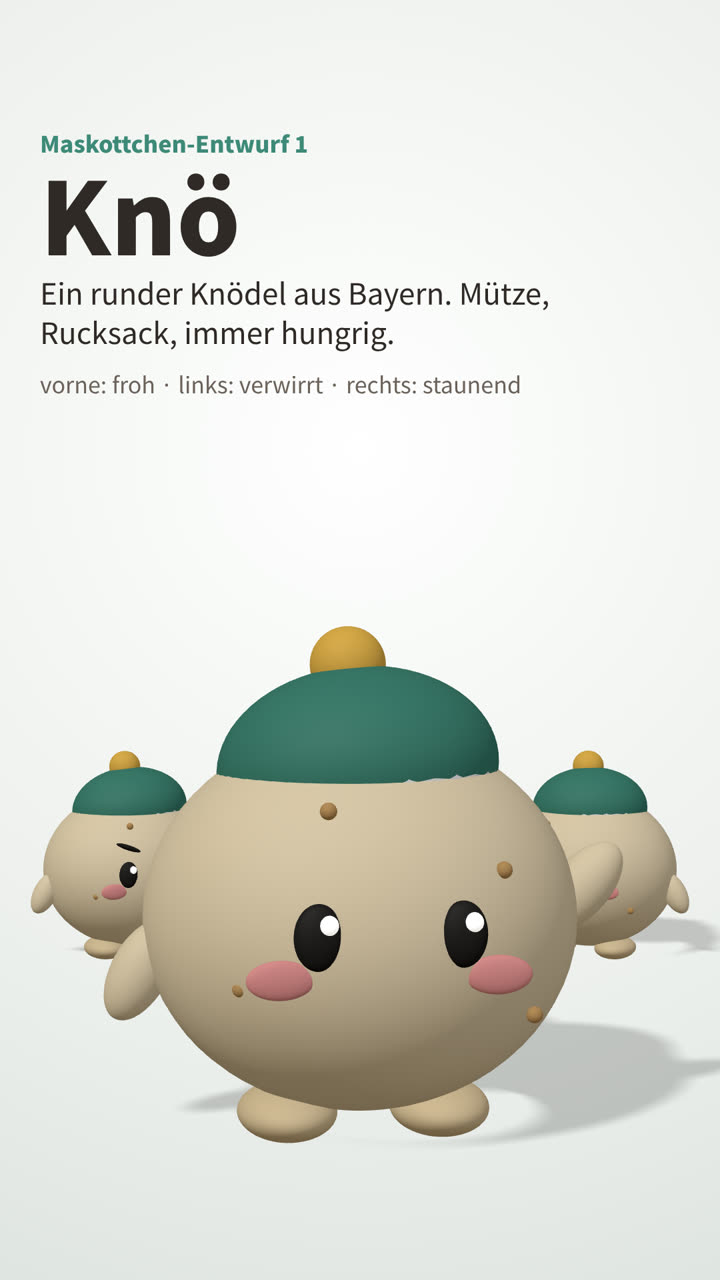 Maskottchen-Entwurf 1
Knö
Ein runder Knödel aus Bayern. Mütze,
Rucksack, immer hungrig.
vorne: froh · links: verwirrt · rechts: staunend